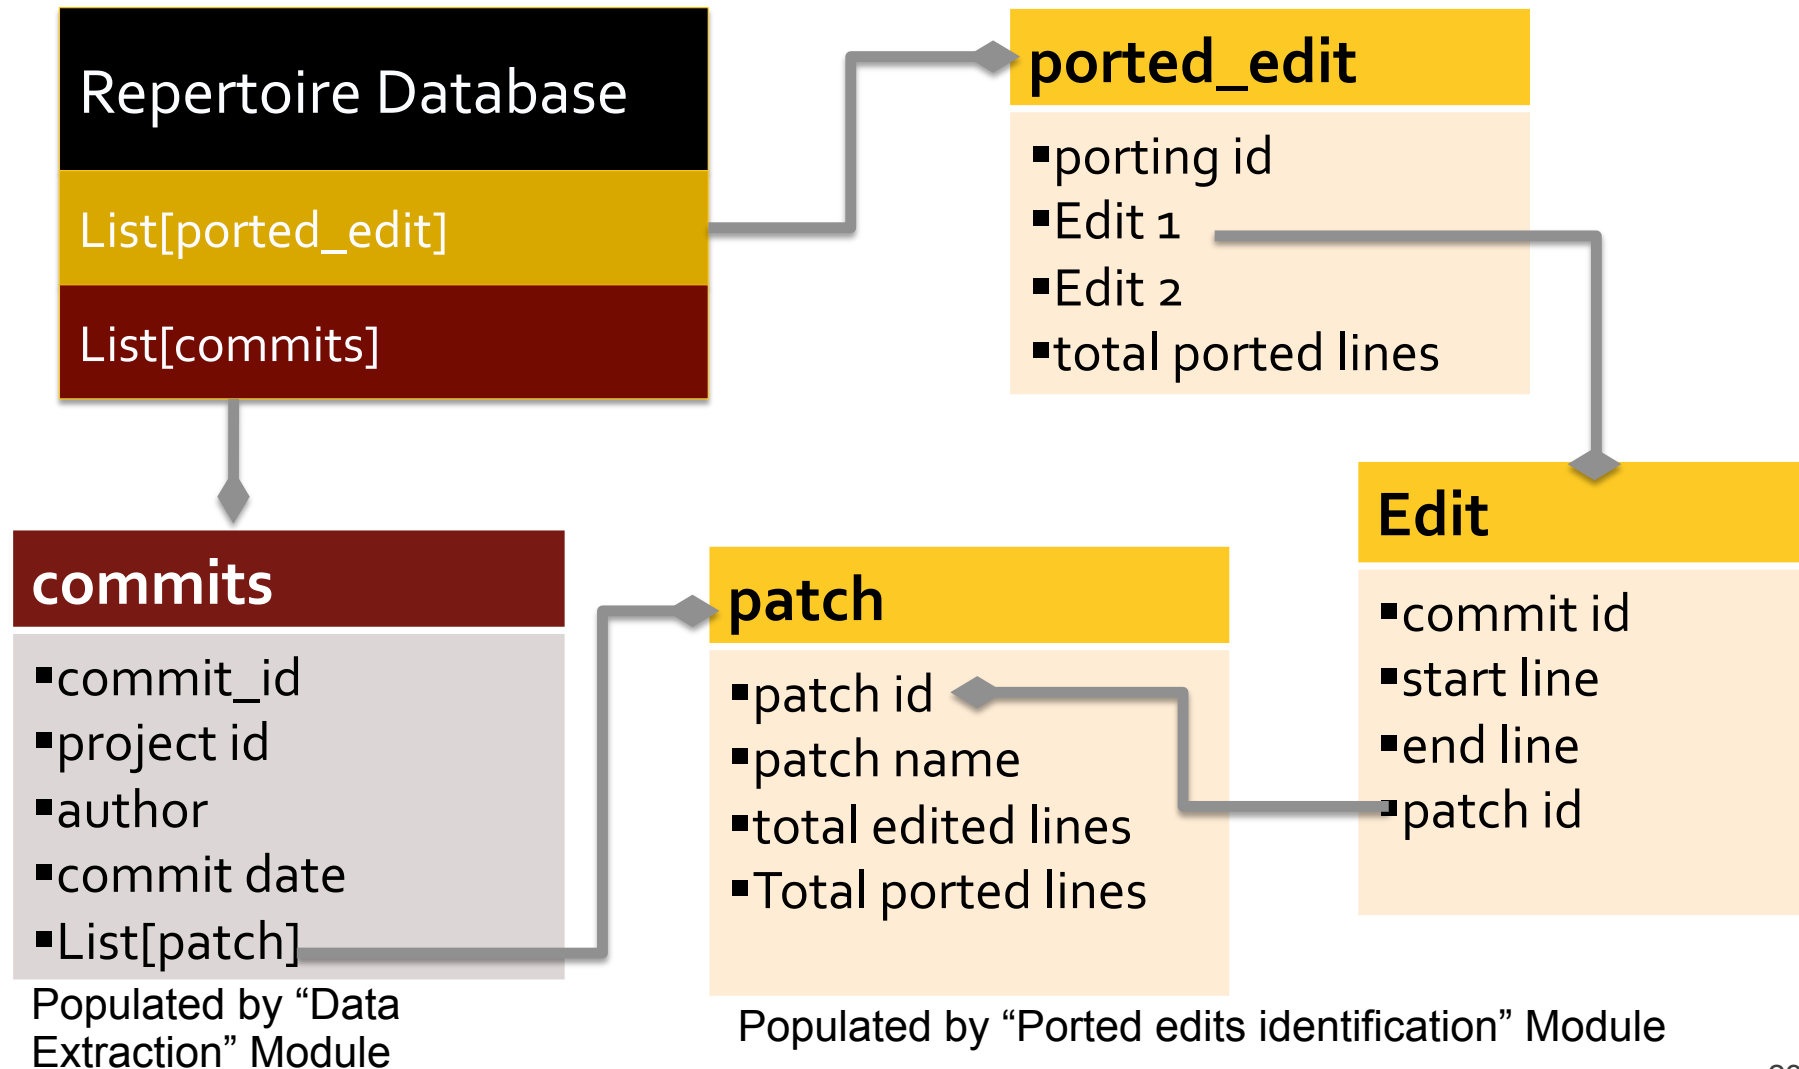 Repertoire Database
List[ported_edit]
List[commits]
ported_edit
▪porting id
▪Edit 1
▪Edit 2
▪total ported lines
commits
▪commit_id
▪project id
▪author
▪commit date
▪List[patch]
Populated by “Data
Extraction” Module
patch
▪patch id
▪patch name
▪total edited lines
▪Total ported lines
Edit
▪commit id
▪start line
▪end line
▪patch id
Populated by “Ported edits identification” Module